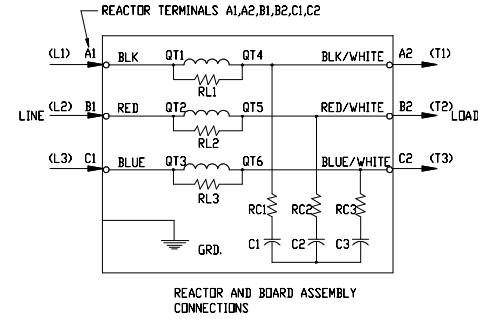 REACTOR TERMINALS A1,A2,B1,B2,C1,C2
(L1) A1 BLK QT1 QT4 BLK/WHITE A2 (T1)
RL1
LINE (L2) B1 RED QT2 QT5 RED/WHITE B2 (T2) LOAD
RL2
(L3) C1 BLUE QT3 QT6 BLUE/WHITE C2 (T3)
RL3
RC1 RC2 RC3
GRD. C1 C2 C3
REACTOR AND BOARD ASSEMBLY
CONNECTIONS